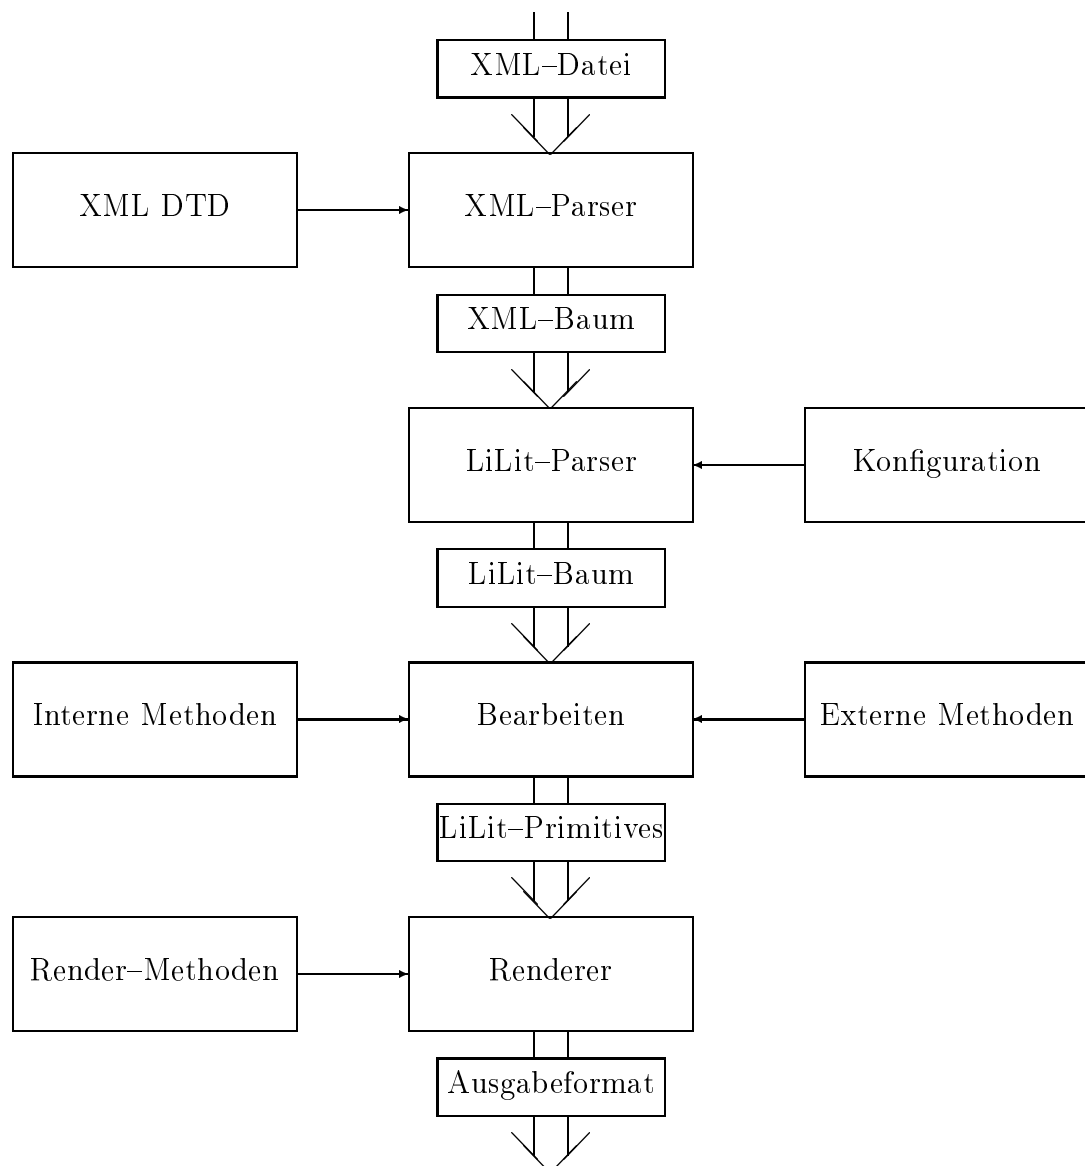 XML–Datei
XML DTD
XML–Parser
XML–Baum
LiLit–Parser
Konfiguration
LiLit–Baum
Interne Methoden
Bearbeiten
Externe Methoden
LiLit–Primitives
Render–Methoden
Renderer
Ausgabeformat